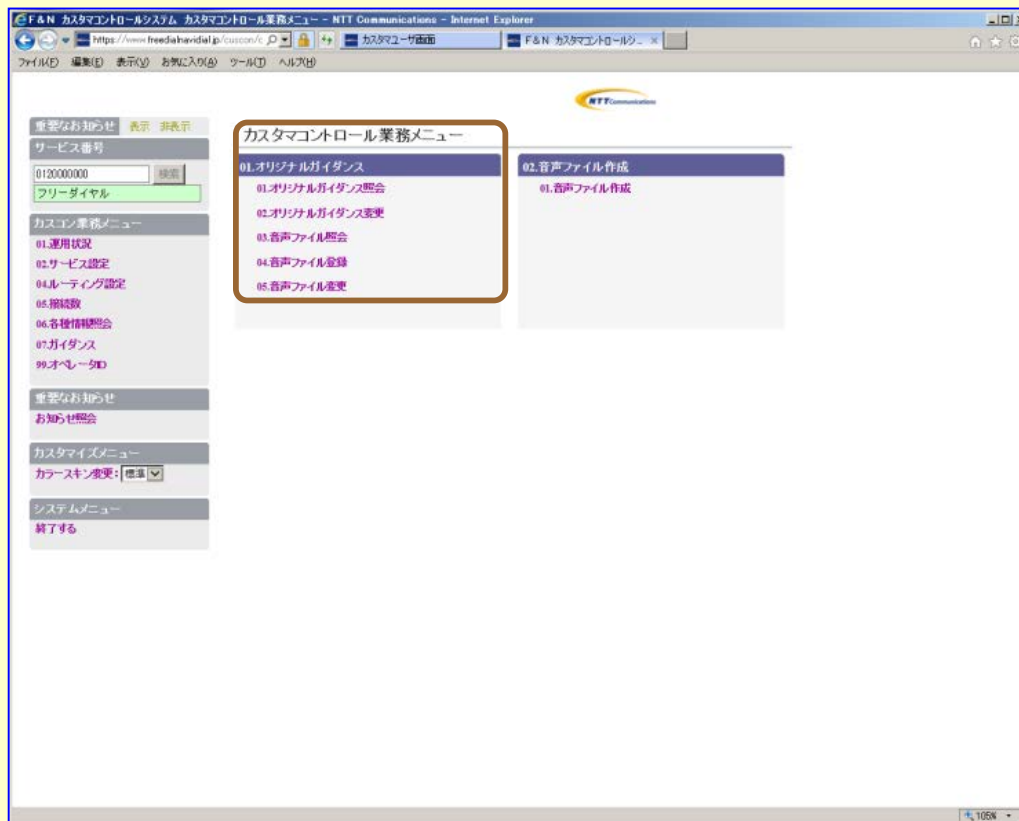 F&N カスタマコントロールシステム カスタマコントロール業務メニュー - NTT Communications - Internet Explorer
https://www.freedialnavidial.jp/cuscon/c
カスタマユーザ画面
F&N カスタマコントロールシ...
ファイル(F) 編集(E) 表示(V) お気に入り(A) ツール(T) ヘルプ(H)
NTT Communications
重要なお知らせ 表示 非表示
サービス番号
0120000000 検索
フリーダイヤル
カスコン業務メニュー
01.運用状況
02.サービス設定
04.ルーティング設定
05.接続数
06.各種情報照会
07.ガイダンス
99.オペレータID
重要なお知らせ
お知らせ照会
カスタマイズメニュー
カラースキン変更: 標準
システムメニュー
終了する
カスタマコントロール業務メニュー
01.オリジナルガイダンス
01.オリジナルガイダンス照会
02.オリジナルガイダンス変更
03.音声ファイル照会
04.音声ファイル登録
05.音声ファイル変更
02.音声ファイル作成
01.音声ファイル作成
105%